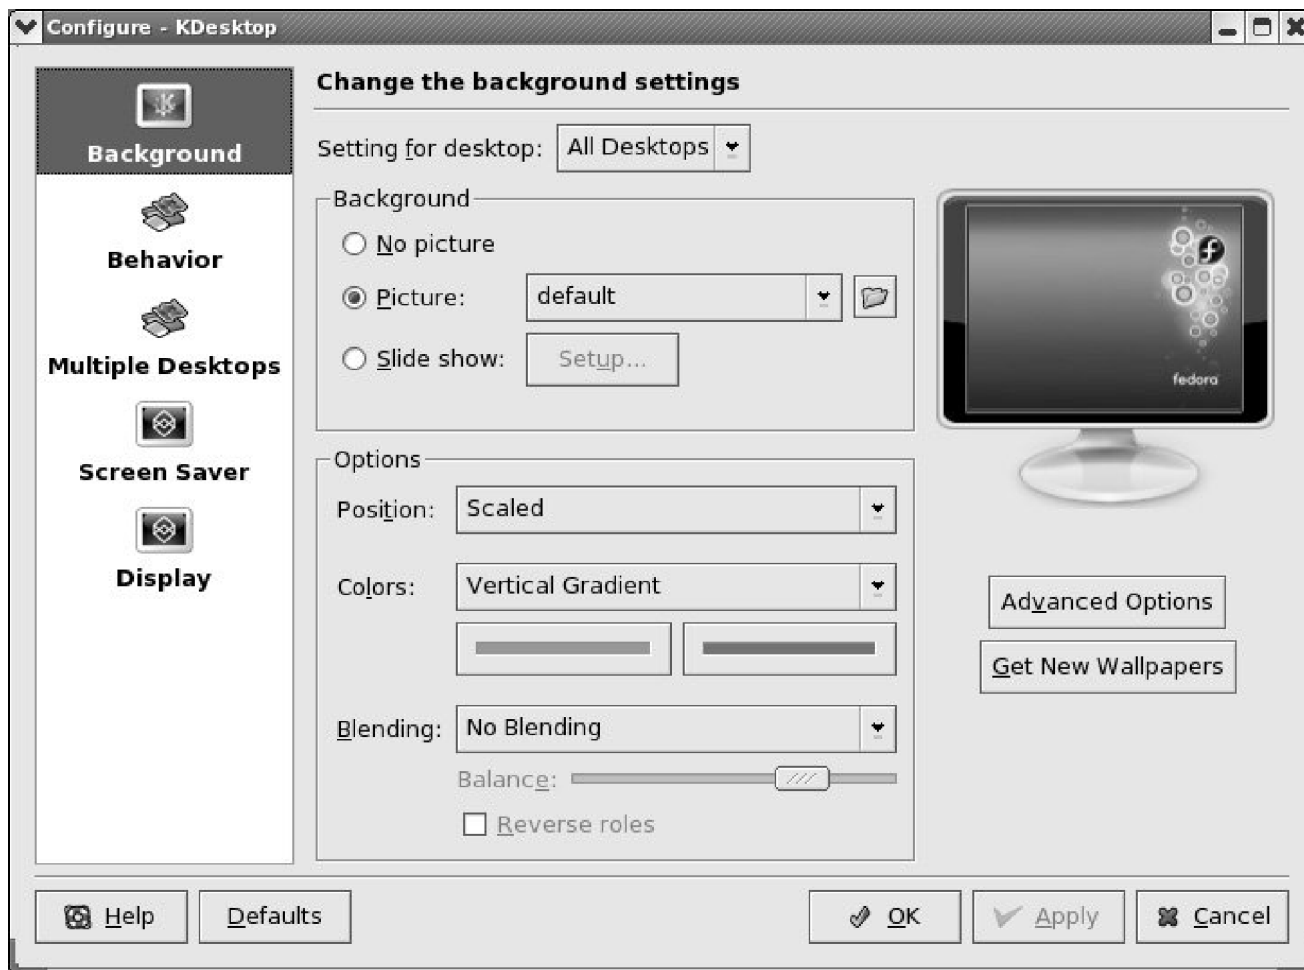 Configure - KDesktop
Background
Behavior
Multiple Desktops
Screen Saver
Display
Change the background settings
Setting for desktop: All Desktops
Background
No picture
Picture: default
Slide show: Setup...
fedora
Options
Position: Scaled
Colors: Vertical Gradient
Blending: No Blending
Balance:
Reverse roles
Advanced Options
Get New Wallpapers
Help Defaults OK Apply Cancel